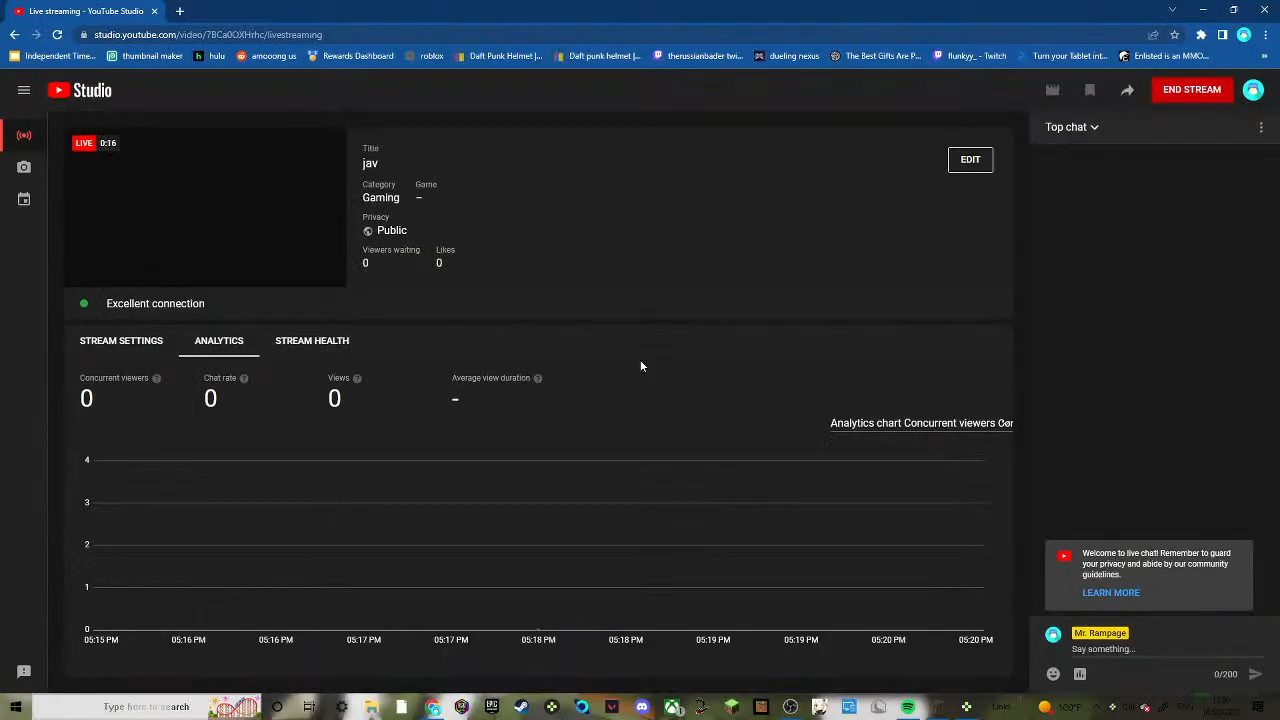 Live streaming - YouTube Studio
studio.youtube.com/video/7BCa0OXHrhc/livestreaming
Independent Time...
thumbnail maker
hulu
amooong us
Rewards Dashboard
roblox
Daft Punk Helmet |...
Daft punk helmet |...
therussianbader twi...
dueling nexus
The Best Gifts Are P...
flunkyy_ - Twitch
Turn your Tablet int...
Enlisted is an MMO...
Studio
END STREAM
LIVE 0:16
Title
jav
EDIT
Category Game
Gaming –
Privacy
Public
Viewers waiting Likes
0 0
Excellent connection
Top chat
STREAM SETTINGS ANALYTICS STREAM HEALTH
Concurrent viewers Chat rate Views Average view duration
0 0 0 -
Analytics chart Concurrent viewers
4
3
2
1
0
05:15 PM 05:16 PM 05:16 PM 05:17 PM 05:17 PM 05:18 PM 05:18 PM 05:19 PM 05:19 PM 05:20 PM 05:20 PM
Welcome to live chat! Remember to guard
your privacy and abide by our community
guidelines.
LEARN MORE
Mr. Rampage
Say something...
0/200
Type here to search
Links
100°F